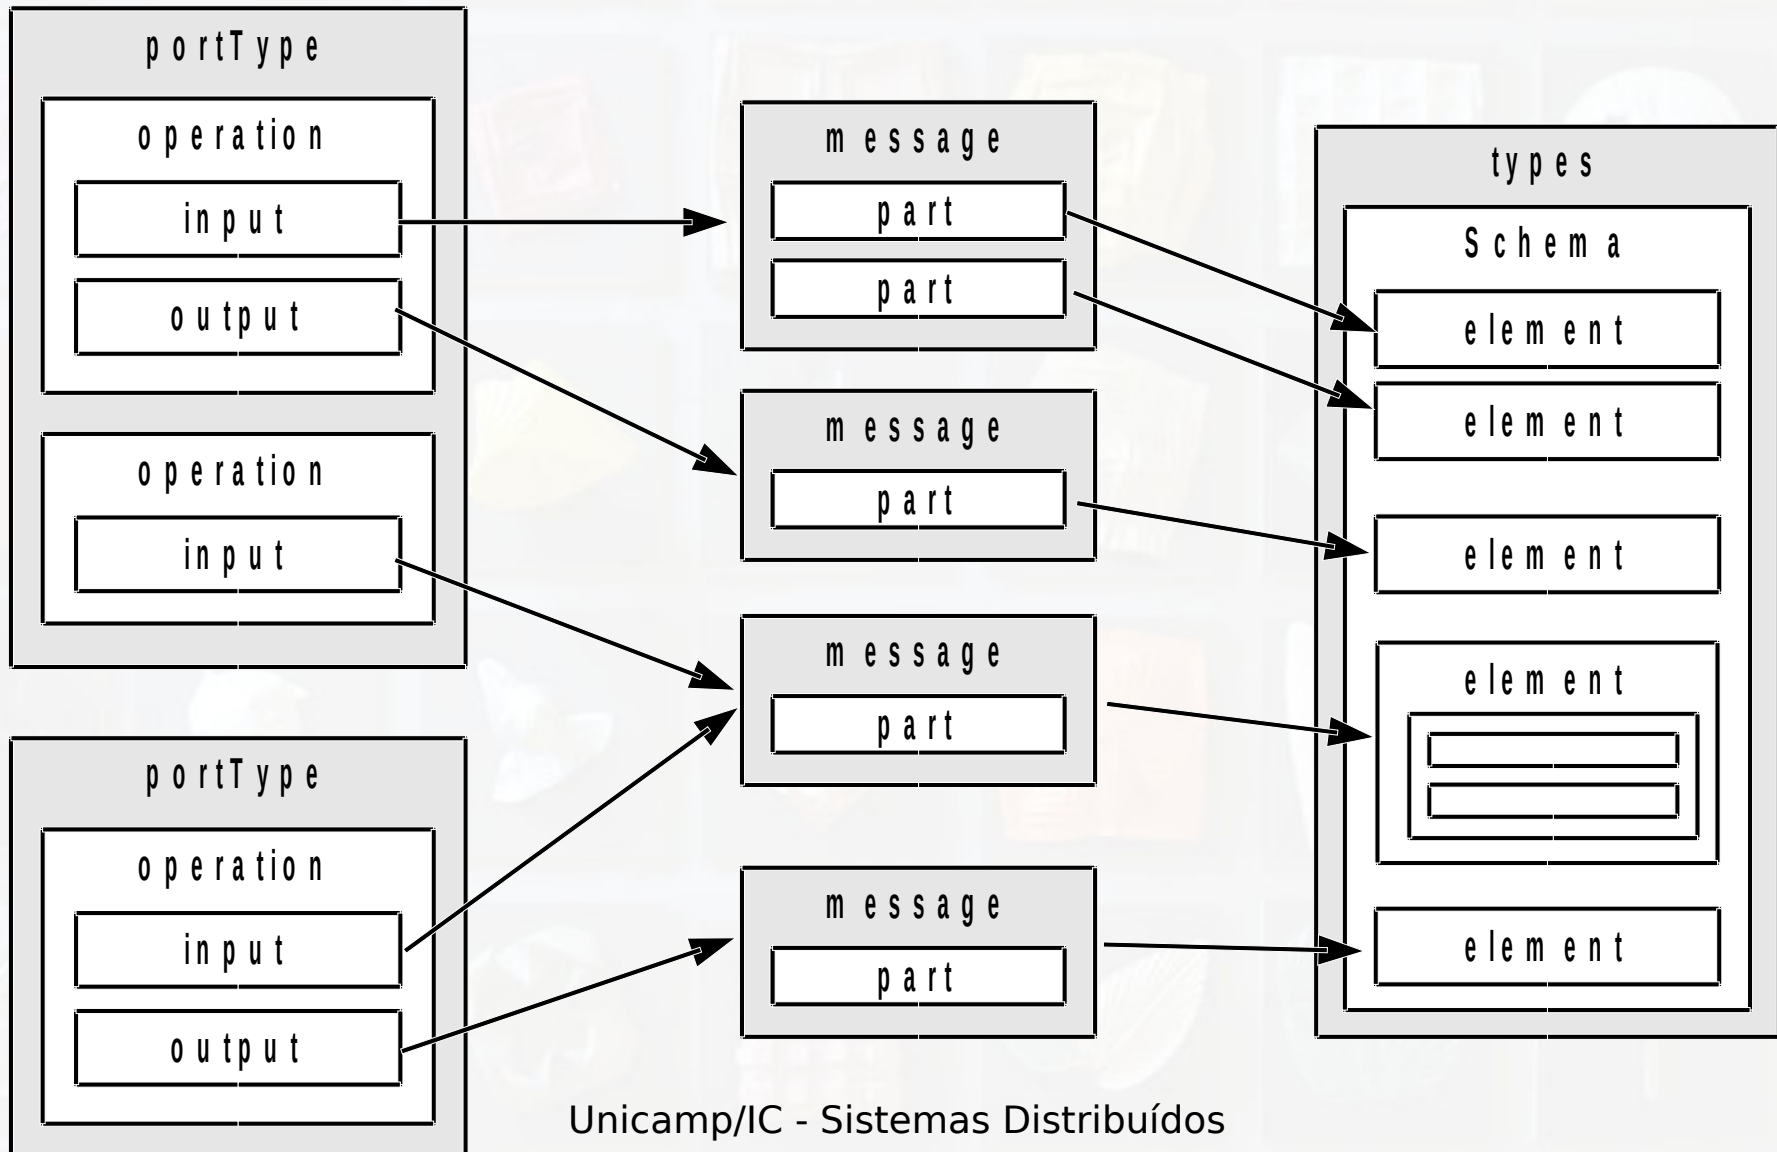 portType
operation
input
output
operation
input
portType
operation
input
output
message
part
part
message
part
message
part
message
part
types
Schema
element
element
element
element
element
Unicamp/IC - Sistemas Distribuídos